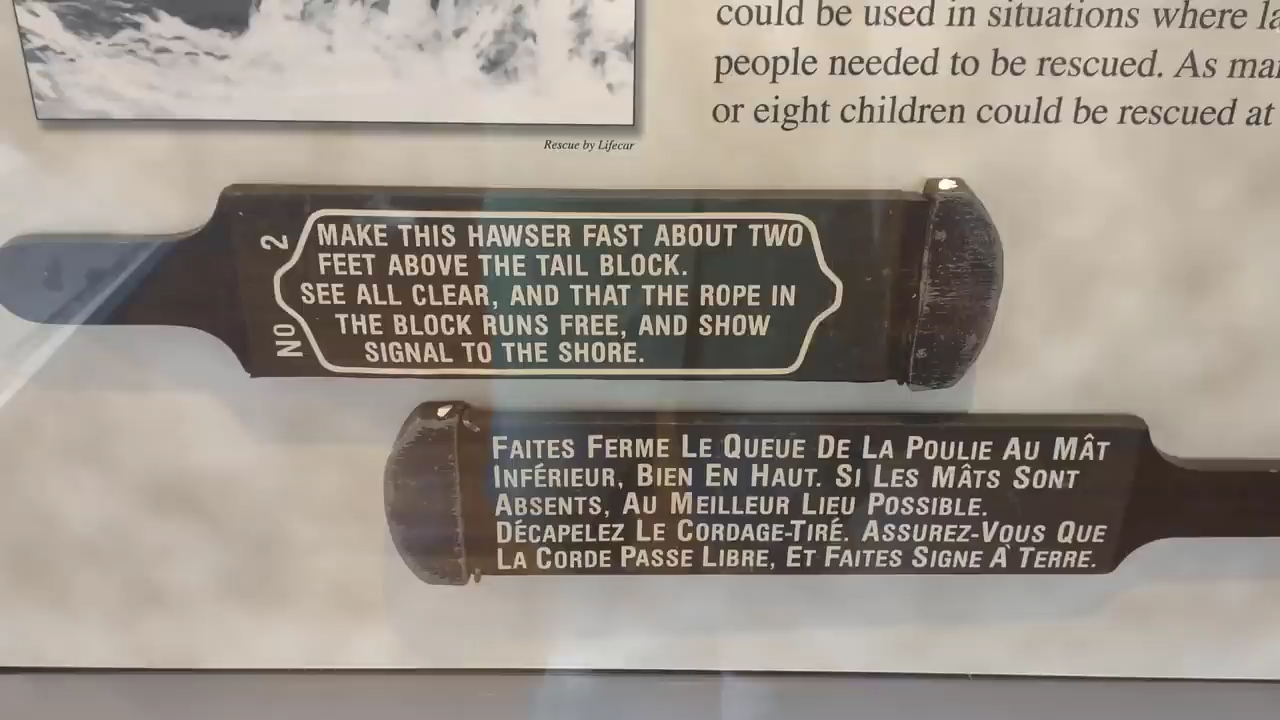 could be used in situations where
people needed to be rescued. As
or eight children could be rescued at
Rescue by Lifecar
NO 2
MAKE THIS HAWSER FAST ABOUT TWO
FEET ABOVE THE TAIL BLOCK.
SEE ALL CLEAR, AND THAT THE ROPE IN
THE BLOCK RUNS FREE, AND SHOW
SIGNAL TO THE SHORE.
FAITES FERME LE QUEUE DE LA POULIE AU MÂT
INFÉRIEUR, BIEN EN HAUT. SI LES MÂTS SONT
ABSENTS, AU MEILLEUR LIEU POSSIBLE.
DÉCAPELEZ LE CORDAGE-TIRÉ. ASSUREZ-VOUS QUE
LA CORDE PASSE LIBRE, ET FAITES SIGNE À TERRE.